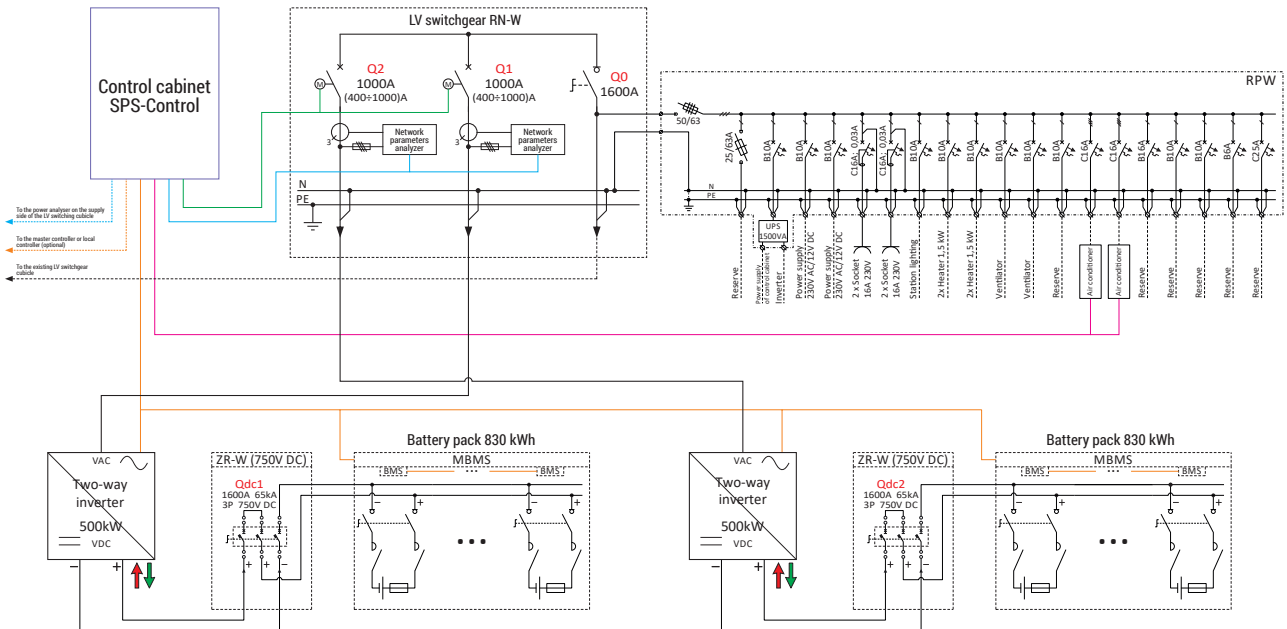 LV switchgear RN-W
Control cabinet
SPS-Control
Q2
1000A
(400÷1000)A
M
Q1
1000A
(400÷1000)A
M
Q0
1600A
RPW
50/63
3
Network
parameters
analyzer
3
Network
parameters
analyzer
25/63A
B10A
B10A
B10A
C16A; 0,03A
C16A; 0,03A
B10A
B10A
B10A
B10A
B10A
B10A
C16A
C16A
B16A
B10A
B10A
B6A
C25A
N
PE
N
PE
To the power analyser on the supply
side of the LV switching cubicle
To the master controller or local
controller (optional)
To the existing LV switchgear
cubicle
UPS
1500VA
Reserve
Power supply
of control cabinet
Inverter
Power supply
230V AC/12V DC
Power supply
230V AC/12V DC
2 x Socket
16A 230V
2 x Socket
16A 230V
Station lighting
2x Heater 1,5 kW
2x Heater 1,5 kW
Ventilator
Ventilator
Reserve
Air conditioner
Air conditioner
Reserve
Reserve
Reserve
Reserve
Reserve
Battery pack 830 kWh
Battery pack 830 kWh
VAC
Two-way
inverter
500kW
VDC
− +
ZR-W (750V DC)
Qdc1
1600A 65kA
3P 750V DC
+ + −
MBMS
BMS ... BMS
− + − +
VAC
Two-way
inverter
500kW
VDC
− +
ZR-W (750V DC)
Qdc2
1600A 65kA
3P 750V DC
+ + −
MBMS
BMS ... BMS
− + − +